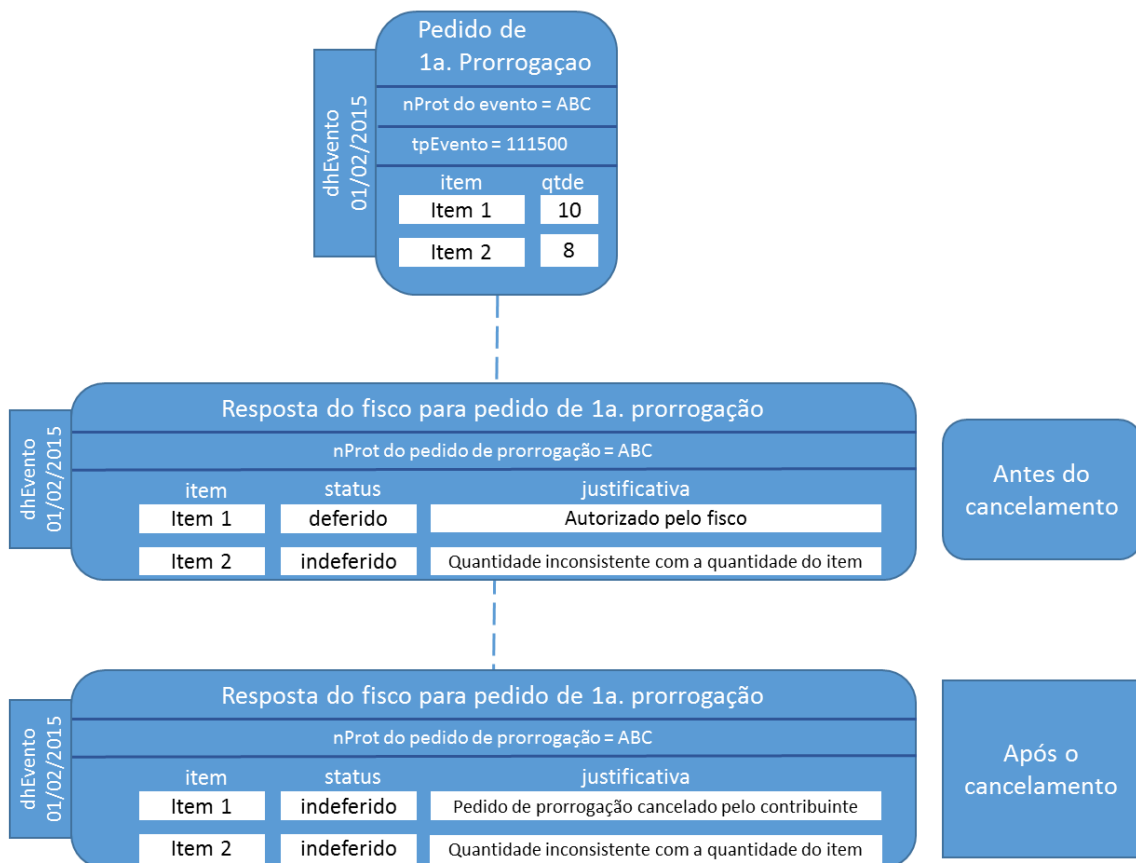 Pedido de
1a. Prorrogaçao
dhEvento
01/02/2015
nProt do evento = ABC
tpEvento = 111500
item qtde
Item 1 10
Item 2 8
Resposta do fisco para pedido de 1a. prorrogação
dhEvento
01/02/2015
nProt do pedido de prorrogação = ABC
item status justificativa
Item 1 deferido Autorizado pelo fisco
Item 2 indeferido Quantidade inconsistente com a quantidade do item
Antes do
cancelamento
Resposta do fisco para pedido de 1a. prorrogação
dhEvento
01/02/2015
nProt do pedido de prorrogação = ABC
item status justificativa
Item 1 indeferido Pedido de prorrogação cancelado pelo contribuinte
Item 2 indeferido Quantidade inconsistente com a quantidade do item
Após o
cancelamento